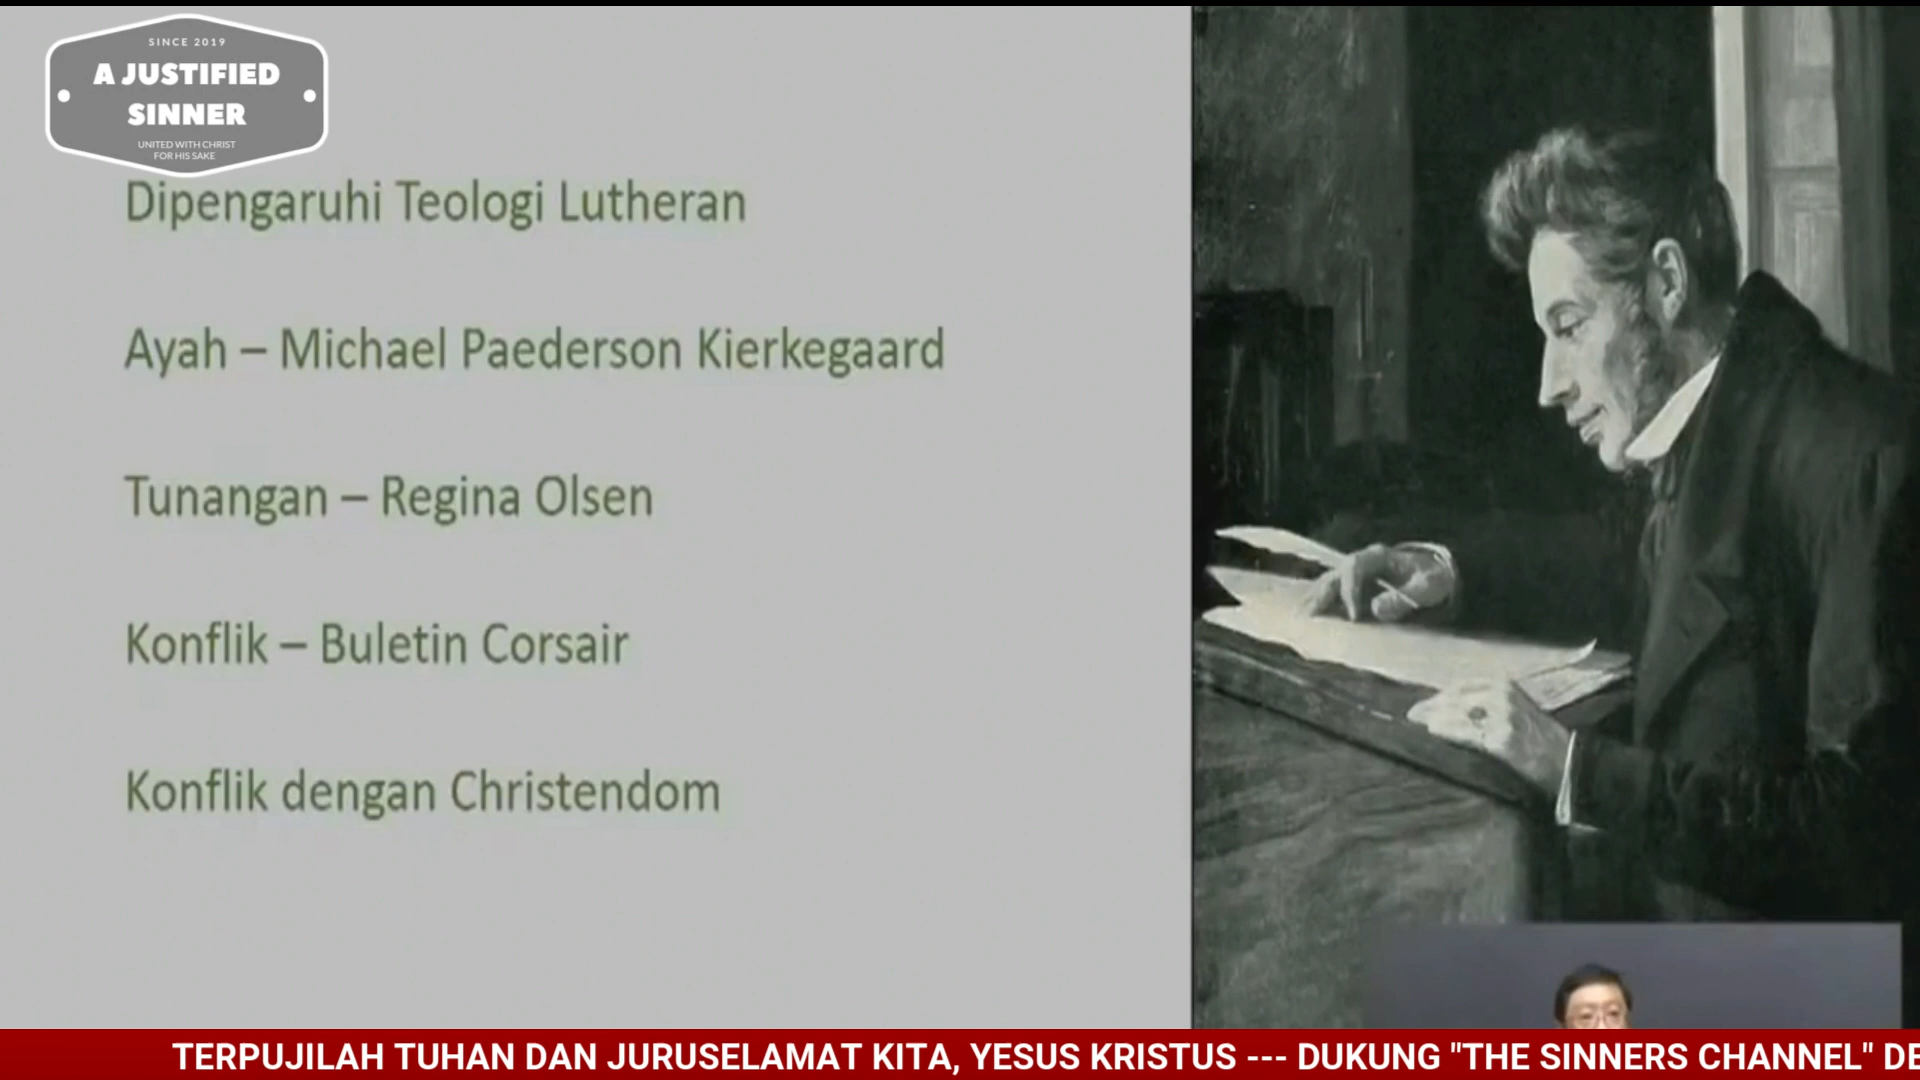 SINCE 2019
A JUSTIFIED
SINNER
UNITED WITH CHRIST
FOR HIS SAKE
Dipengaruhi Teologi Lutheran
Ayah – Michael Paederson Kierkegaard
Tunangan – Regina Olsen
Konflik – Buletin Corsair
Konflik dengan Christendom
TERPUJILAH TUHAN DAN JURUSELAMAT KITA, YESUS KRISTUS --- DUKUNG "THE SINNERS CHANNEL" DE